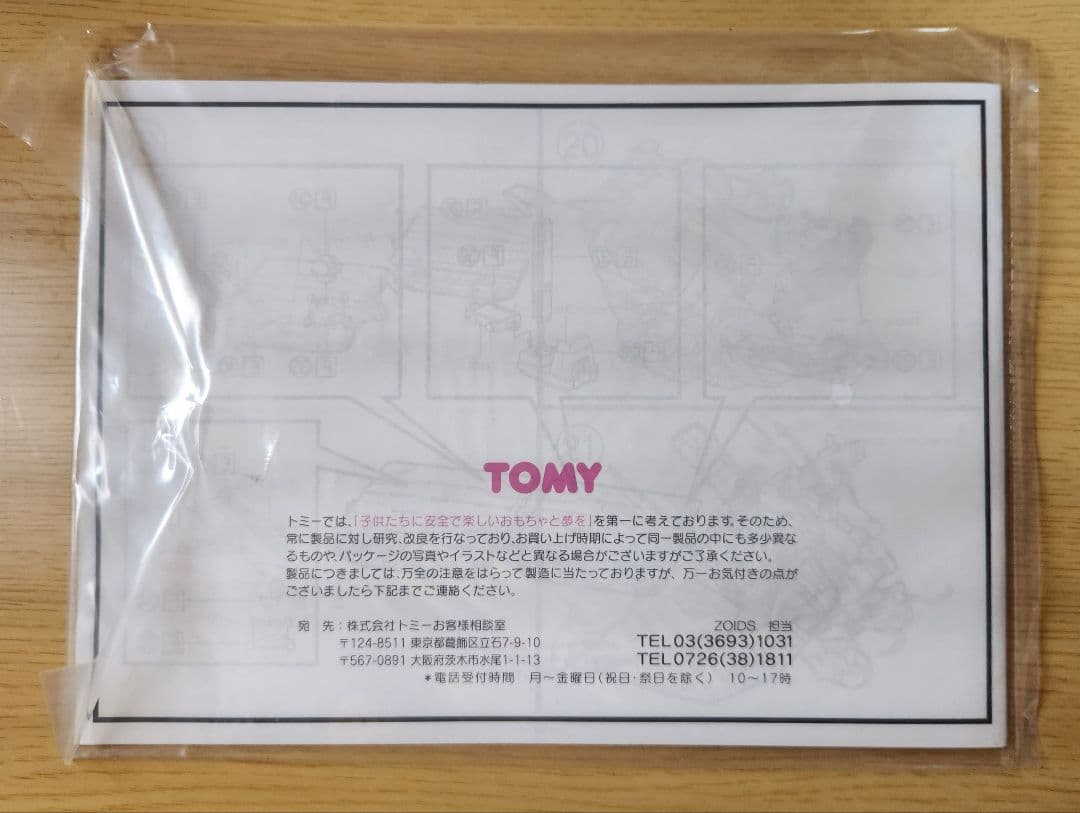 TOMY
トミーでは、「子供たちに安全で楽しいおもちゃと夢を」を第一に考えております。そのため、
常に製品に対し研究、改良を行なっており、お買い上げ時期によって同一製品の中にも多少異な
るものや、パッケージの写真やイラストなどと異なる場合がございますがご了承ください。
製品につきましては、万全の注意をはらって製造に当たっておりますが、万一お気付きの点が
ございましたら下記までご連絡ください。
宛 先：株式会社トミーお客様相談室
〒124-8511 東京都葛飾区立石7-9-10
〒567-0891 大阪府茨木市水尾1-1-13
ZOIDS 担当
TEL03(3693)1031
TEL0726(38)1811
＊電話受付時間 月〜金曜日(祝日・祭日を除く) 10〜17時
20
21